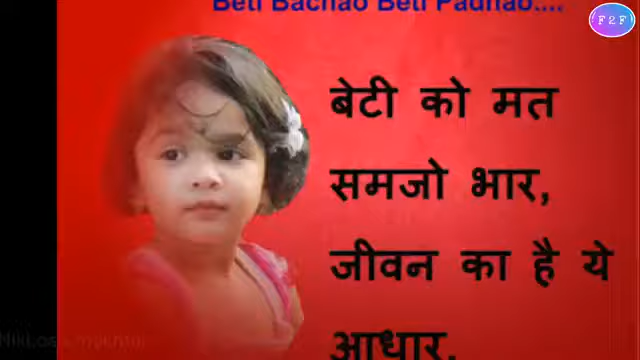 Beti Bachao Beti Padhao....
F2F
बेटी को मत
समजो भार,
जीवन का है ये
आधार.